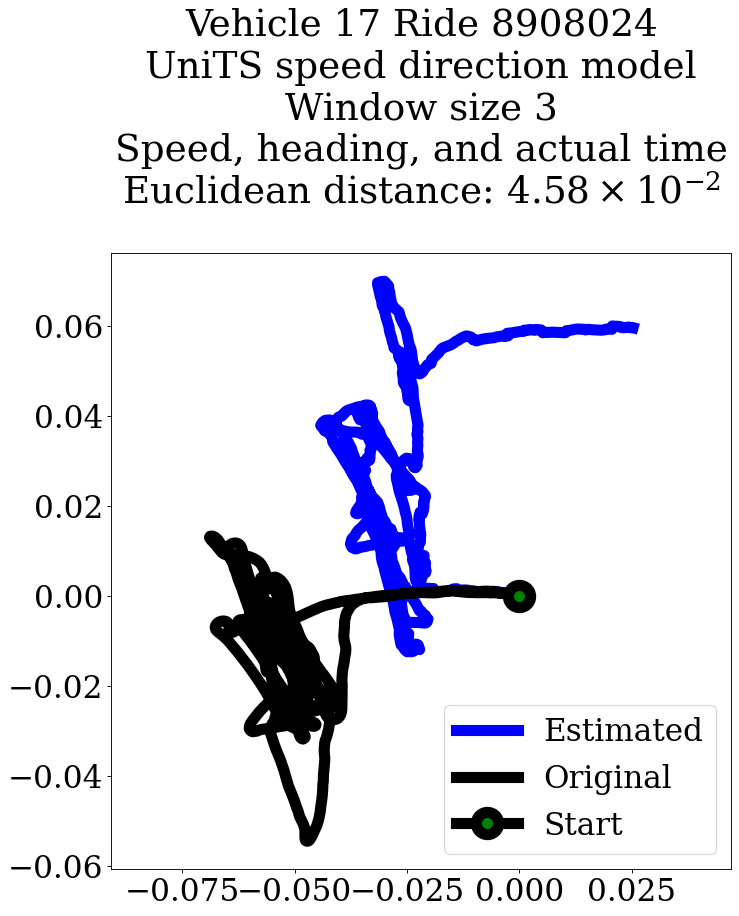 Vehicle 17 Ride 8908024
UniTS speed direction model
Window size 3
Speed, heading, and actual time
Euclidean distance: 4.58 × 10⁻²
0.06
0.04
0.02
0.00
−0.02
−0.04
−0.06
−0.075 −0.050 −0.025 0.000 0.025
Estimated
Original
Start